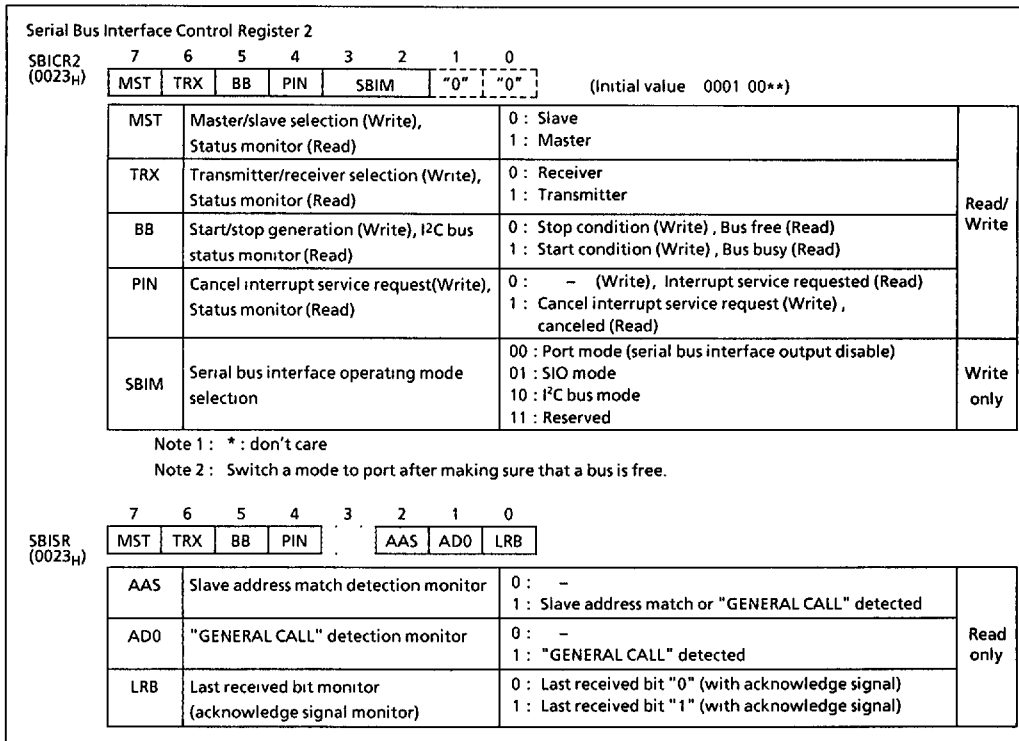 Serial Bus Interface Control Register 2
7 6 5 4 3 2 1 0
SBICR2
(0023H)
MST TRX BB PIN SBIM "0" "0" (Initial value 0001 00**)
MST Master/slave selection (Write), 0 : Slave
Status monitor (Read) 1 : Master
TRX Transmitter/receiver selection (Write), 0 : Receiver
Status monitor (Read) 1 : Transmitter
Read/
Write
BB Start/stop generation (Write), I²C bus 0 : Stop condition (Write) , Bus free (Read)
status monitor (Read) 1 : Start condition (Write) , Bus busy (Read)
PIN Cancel interrupt service request(Write), 0 : – (Write), Interrupt service requested (Read)
Status monitor (Read) 1 : Cancel interrupt service request (Write) ,
canceled (Read)
SBIM Serial bus interface operating mode
selection
00 : Port mode (serial bus interface output disable)
01 : SIO mode
10 : I²C bus mode
11 : Reserved
Write
only
Note 1 : * : don't care
Note 2 : Switch a mode to port after making sure that a bus is free.
7 6 5 4 3 2 1 0
SBISR
(0023H)
MST TRX BB PIN AAS AD0 LRB
AAS Slave address match detection monitor 0 : –
1 : Slave address match or "GENERAL CALL" detected
AD0 "GENERAL CALL" detection monitor 0 : –
1 : "GENERAL CALL" detected
Read
only
LRB Last received bit monitor 0 : Last received bit "0" (with acknowledge signal)
(acknowledge signal monitor) 1 : Last received bit "1" (with acknowledge signal)